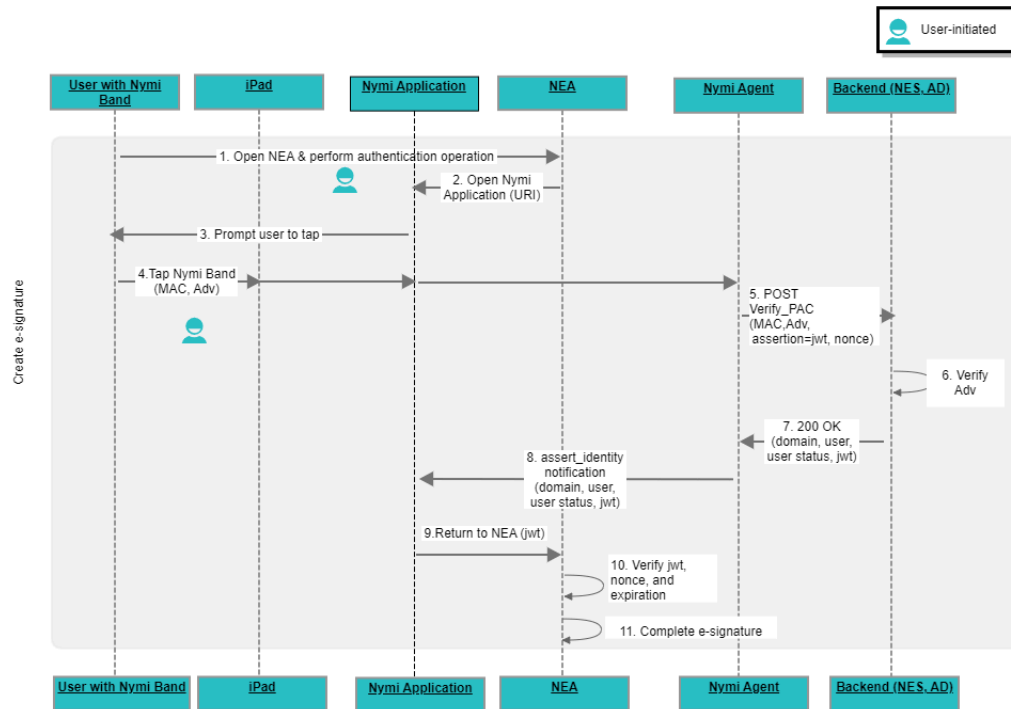 User-initiated
User with Nymi
Band
iPad
Nymi Application
NEA
Nymi Agent
Backend (NES, AD)
Create e-signature
1. Open NEA & perform authentication operation
2. Open Nymi
Application (URI)
3. Prompt user to tap
4.Tap Nymi Band
(MAC, Adv)
5. POST
Verify_PAC
(MAC,Adv,
assertion=jwt, nonce)
6. Verify
Adv
7. 200 OK
(domain, user,
user status, jwt)
8. assert_identity
notification
(domain, user,
user status, jwt)
9.Return to NEA (jwt)
10. Verify jwt,
nonce, and
expiration
11. Complete e-signature
User with Nymi Band
iPad
Nymi Application
NEA
Nymi Agent
Backend (NES, AD)